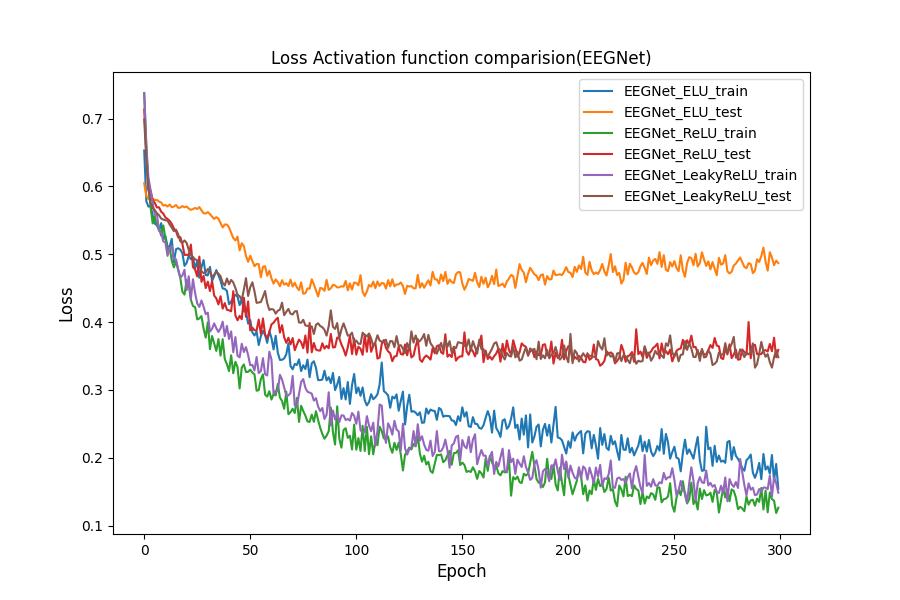 Loss Activation function comparision(EEGNet)
EEGNet_ELU_train
EEGNet_ELU_test
EEGNet_ReLU_train
EEGNet_ReLU_test
EEGNet_LeakyReLU_train
EEGNet_LeakyReLU_test
0.7
0.6
0.5
0.4
0.3
0.2
0.1
Loss
0 50 100 150 200 250 300
Epoch